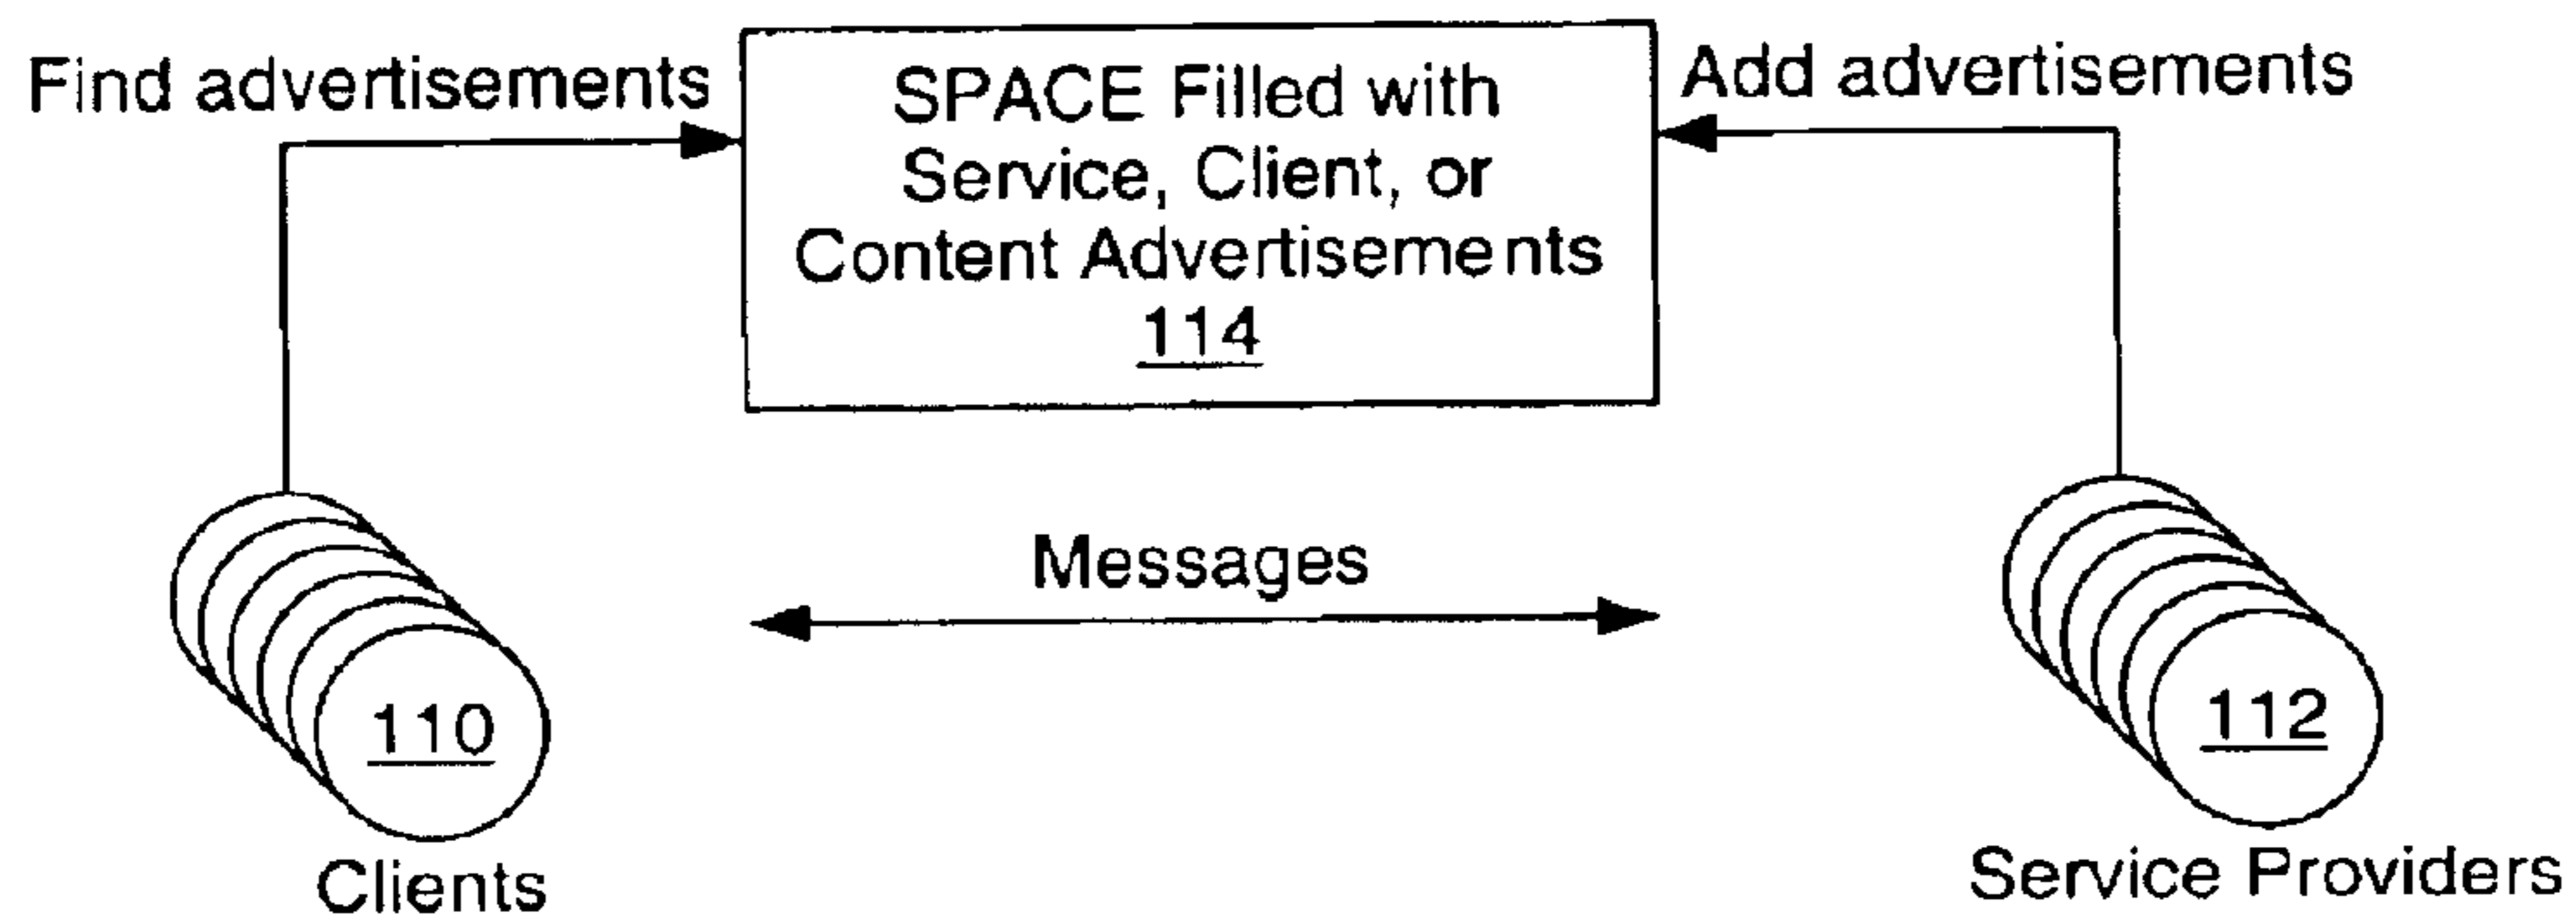 Find advertisements
SPACE Filled with
Service, Client, or
Content Advertisements
114
Add advertisements
Messages
110
Clients
112
Service Providers